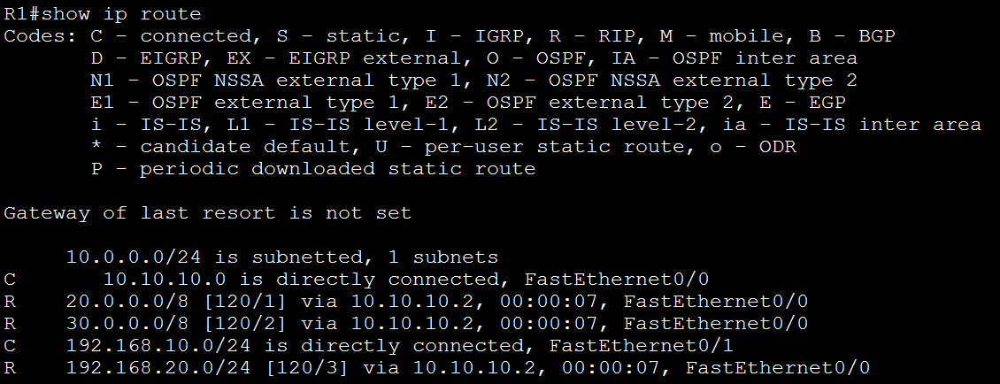 R1#show ip route
Codes: C - connected, S - static, I - IGRP, R - RIP, M - mobile, B - BGP
       D - EIGRP, EX - EIGRP external, O - OSPF, IA - OSPF inter area
       N1 - OSPF NSSA external type 1, N2 - OSPF NSSA external type 2
       E1 - OSPF external type 1, E2 - OSPF external type 2, E - EGP
       i - IS-IS, L1 - IS-IS level-1, L2 - IS-IS level-2, ia - IS-IS inter area
       * - candidate default, U - per-user static route, o - ODR
       P - periodic downloaded static route

Gateway of last resort is not set

     10.0.0.0/24 is subnetted, 1 subnets
C       10.10.10.0 is directly connected, FastEthernet0/0
R    20.0.0.0/8 [120/1] via 10.10.10.2, 00:00:07, FastEthernet0/0
R    30.0.0.0/8 [120/2] via 10.10.10.2, 00:00:07, FastEthernet0/0
C    192.168.10.0/24 is directly connected, FastEthernet0/1
R    192.168.20.0/24 [120/3] via 10.10.10.2, 00:00:07, FastEthernet0/0